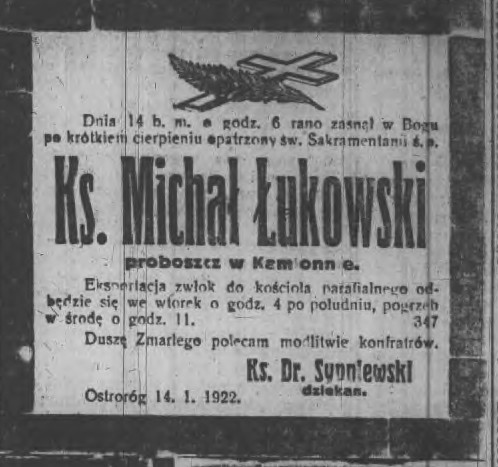 Dnia 14 b. m. o godz. 6 rano zasnął w Bogu
po krótkiem cierpieniu opatrzony św. Sakramentami ś. p.
Ks. Michał Łukowski
proboszcz w Kamionnie.
Eksportacja zwłok do kościoła parafialnego od-
będzie się we wtorek o godz. 4 po południu, pogrzeb
w środę o godz. 11. 347
Duszę Zmarłego polecam modlitwie konfratrów.
Ks. Dr. Sypniewski
dziekan.
Ostroróg 14. 1. 1922.